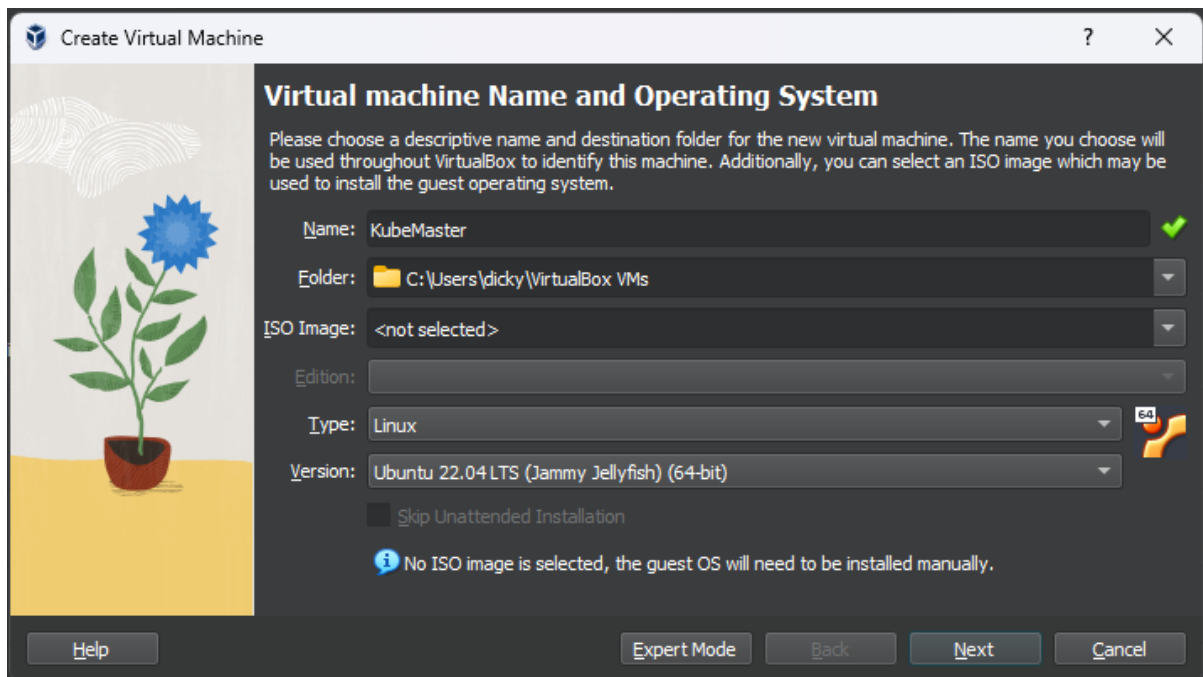 Create Virtual Machine
?
Virtual machine Name and Operating System
Please choose a descriptive name and destination folder for the new virtual machine. The name you choose will
be used throughout VirtualBox to identify this machine. Additionally, you can select an ISO image which may be
used to install the guest operating system.
Name: KubeMaster
Folder: C:\Users\dicky\VirtualBox VMs
ISO Image: <not selected>
Edition:
Type: Linux
64
Version: Ubuntu 22.04 LTS (Jammy Jellyfish) (64-bit)
Skip Unattended Installation
No ISO image is selected, the guest OS will need to be installed manually.
Help Expert Mode Back Next Cancel